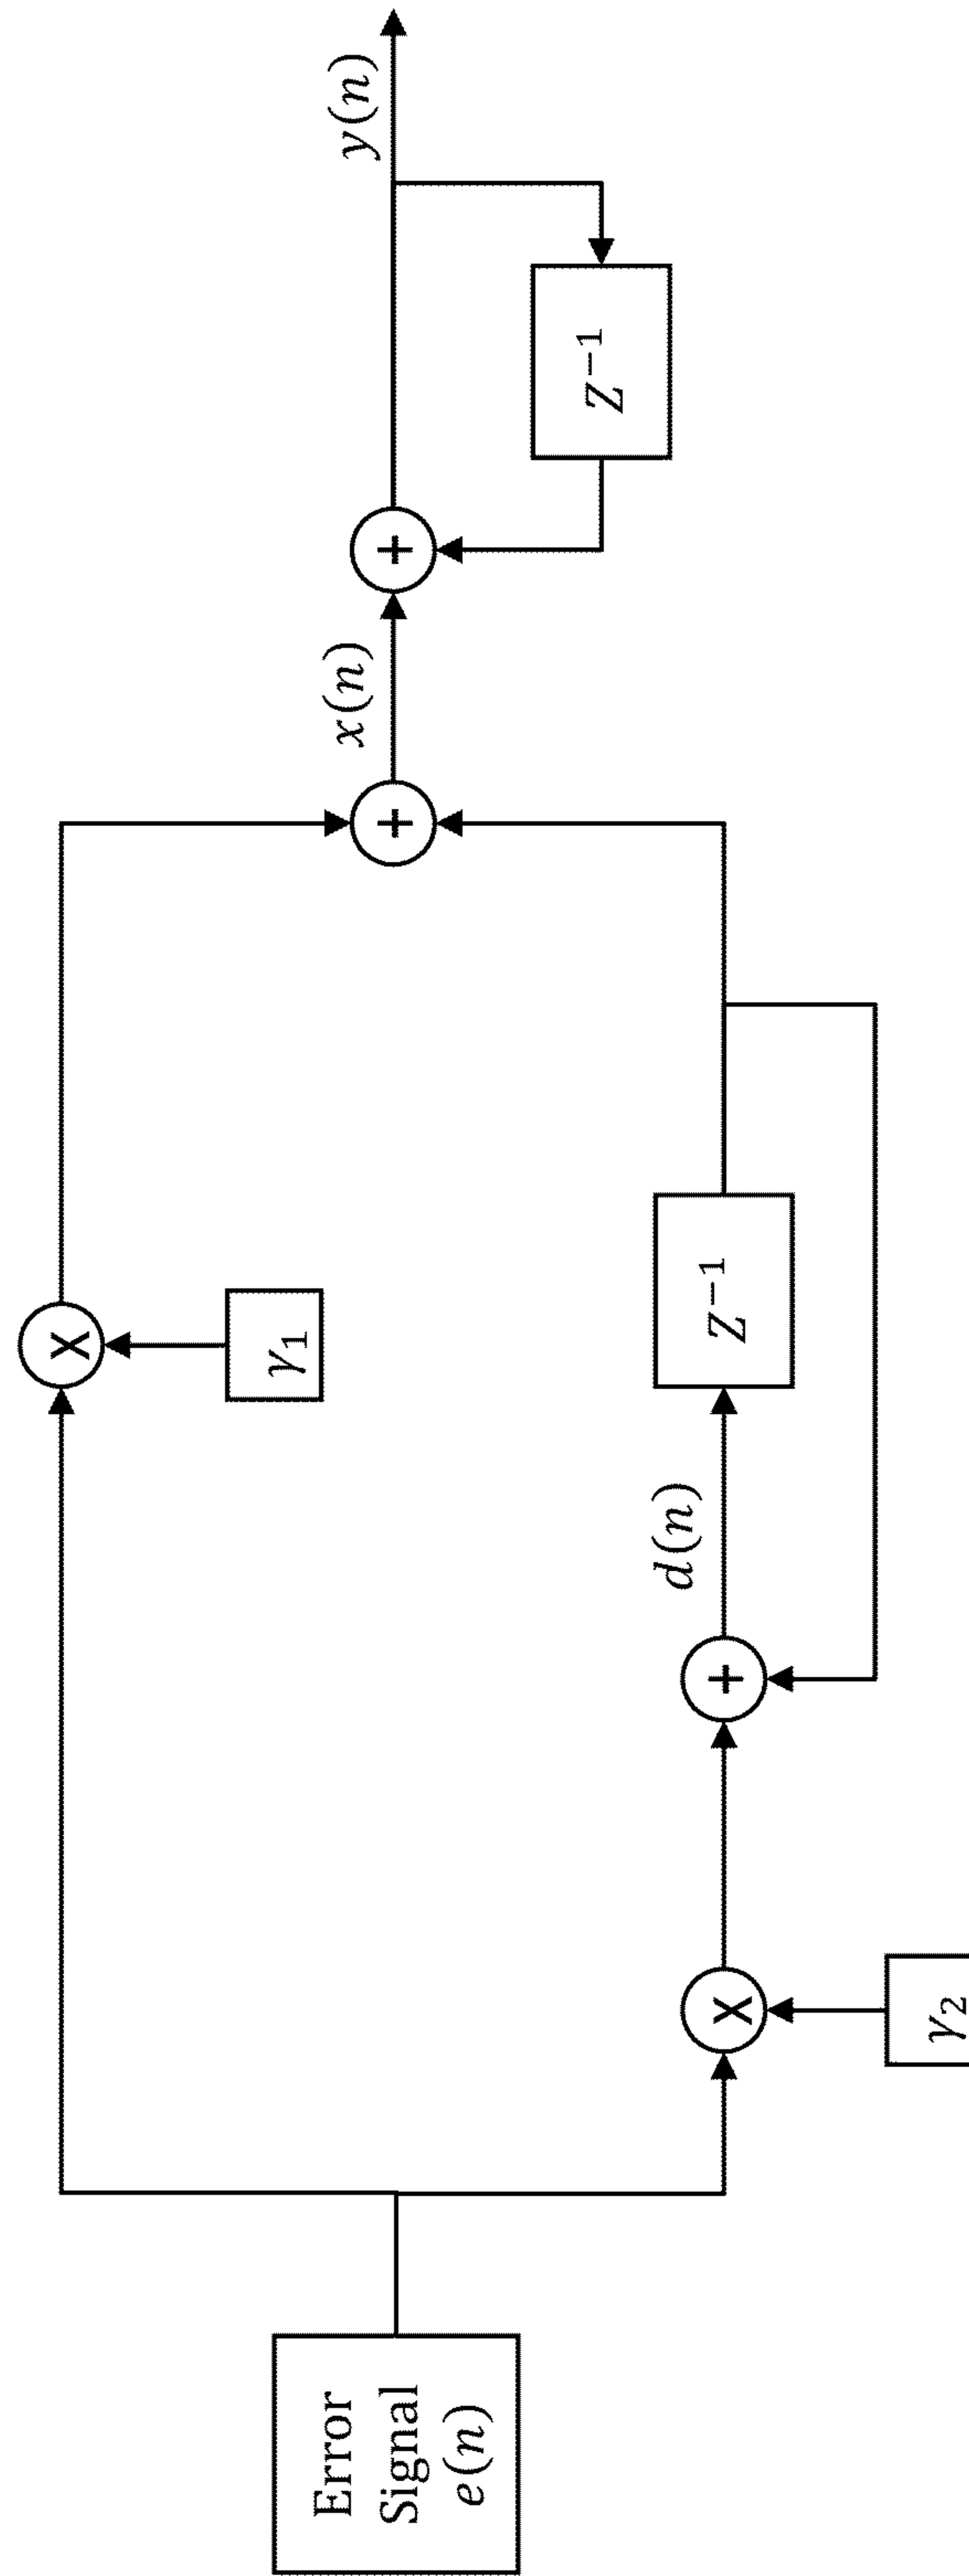 Error
Signal
e(n)
γ₁
γ₂
d(n)
Z⁻¹
x(n)
Z⁻¹
y(n)
X
X
+
+
+